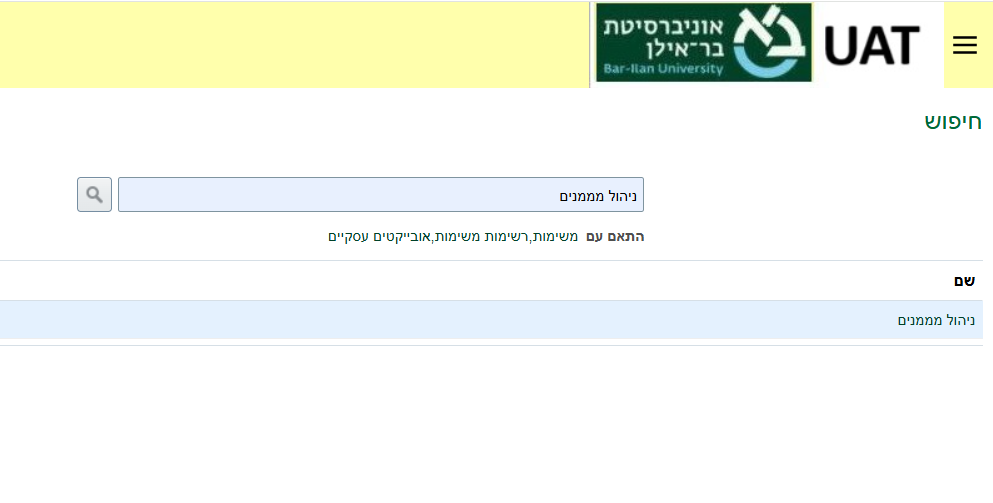 UAT
אוניברסיטת
בר־אילן
Bar-Ilan University
חיפוש
ניהול מממנים
התאם עם משימות,רשימות משימות,אובייקטים עסקיים
שם
ניהול מממנים